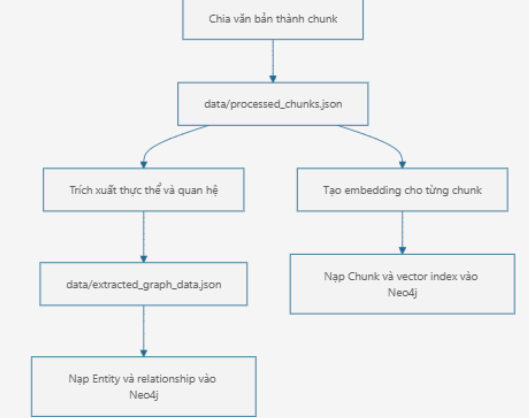 Chia văn bản thành chunk
data/processed_chunks.json
Trích xuất thực thể và quan hệ
Tạo embedding cho từng chunk
data/extracted_graph_data.json
Nạp Chunk và vector index vào
Neo4j
Nạp Entity và relationship vào
Neo4j